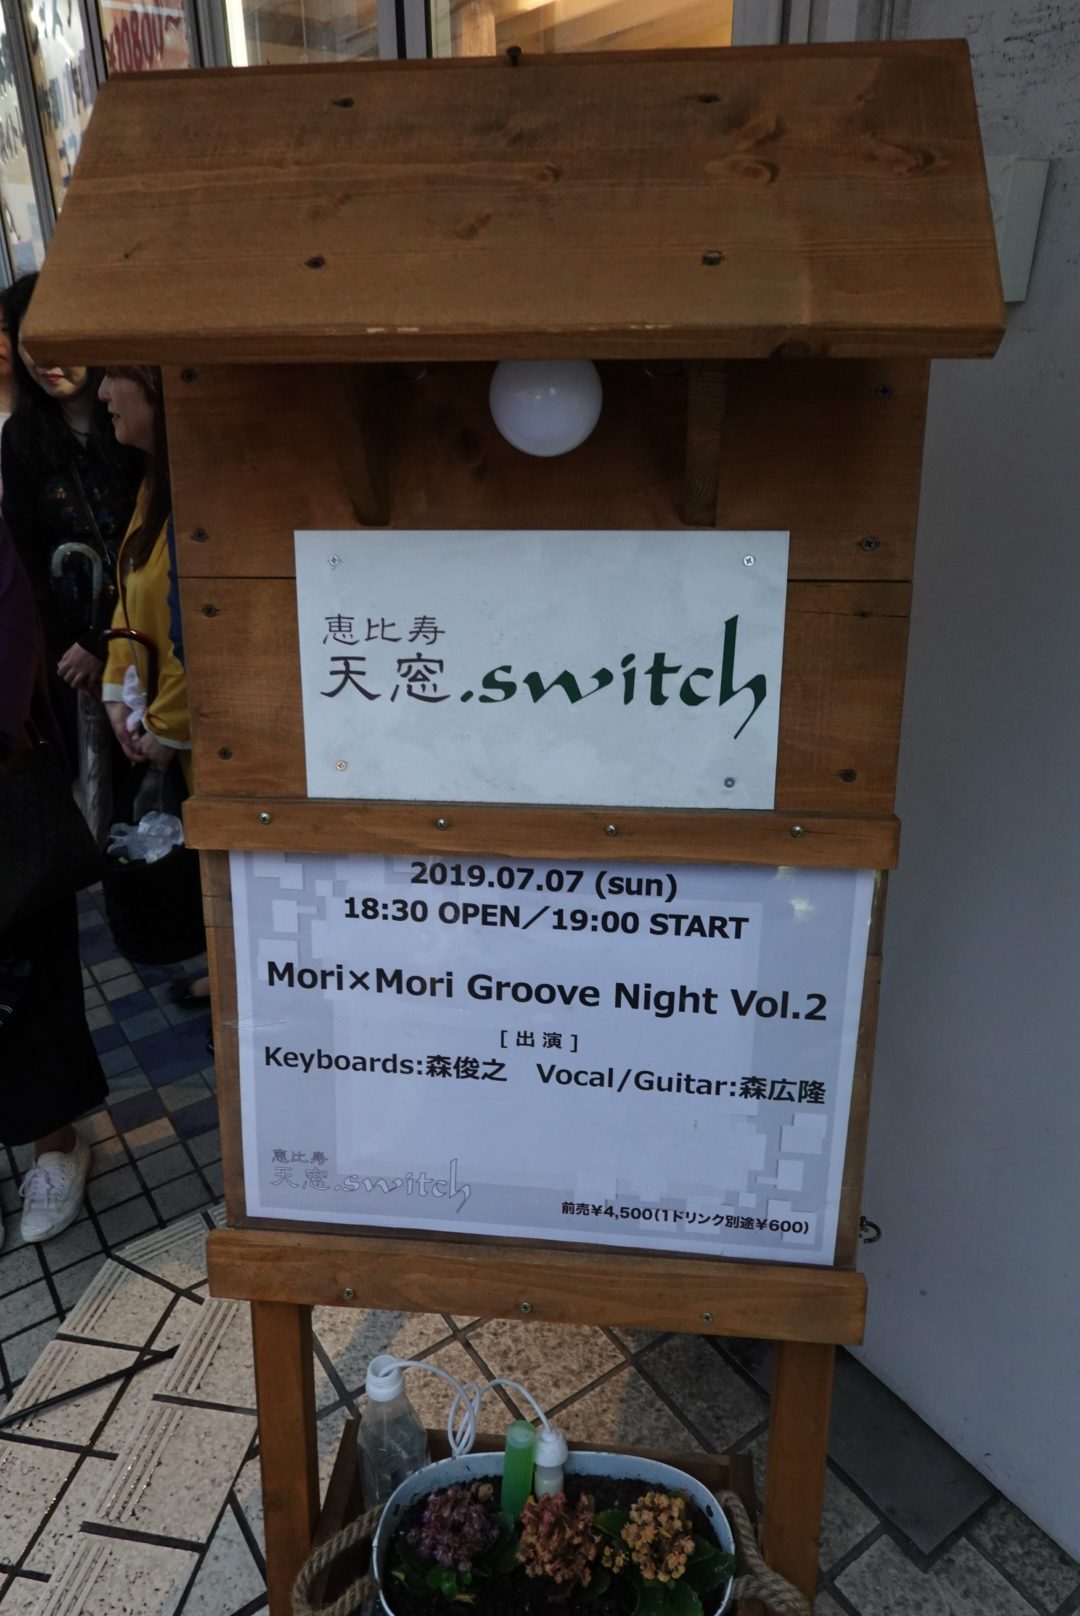 恵比寿
天窓.switch
2019.07.07 (sun)
18:30 OPEN／19:00 START
Mori×Mori Groove Night Vol.2
[ 出 演 ]
Keyboards:森俊之　Vocal/Guitar:森広隆
恵比寿
天窓.switch
前売¥4,500(1ドリンク別途¥600)